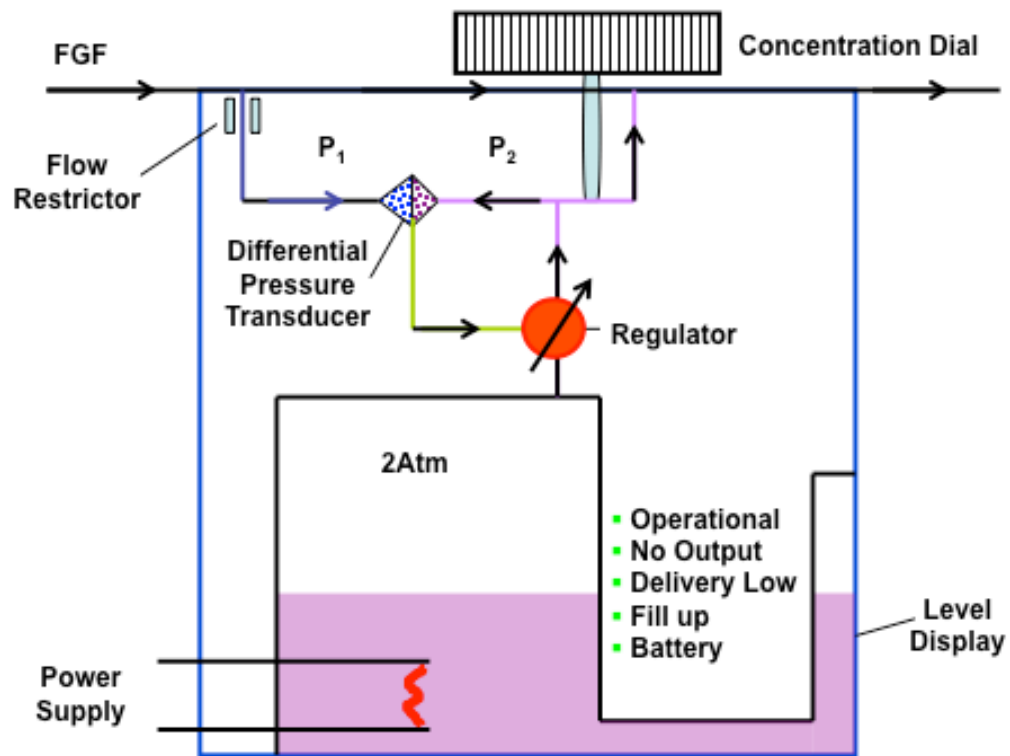 FGF
Concentration Dial
Flow
Restrictor
P1
P2
Differential
Pressure
Transducer
Regulator
2Atm
Operational
No Output
Delivery Low
Fill up
Battery
Level
Display
Power
Supply